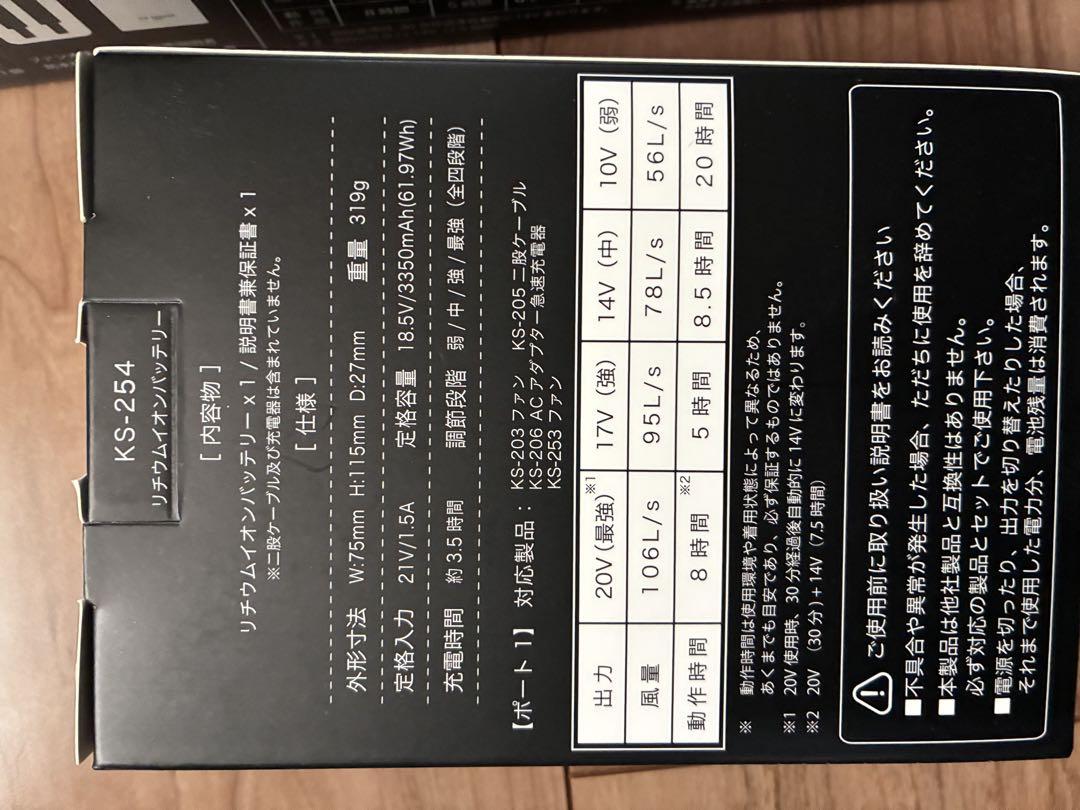 KS-254
リチウムイオンバッテリー
[ 内容物 ]
リチウムイオンバッテリー x 1 / 説明書兼保証書 x 1
※二股ケーブル及び充電器は含まれていません。
[ 仕様 ]
外形寸法 W:75mm H:115mm D:27mm 重量 319g
定格入力 21V/1.5A 定格容量 18.5V/3350mAh(61.97Wh)
充電時間 約3.5時間 調節段階 弱 / 中 / 強 / 最強（全四段階）
【ポート 1】 対応製品： KS-203 ファン KS-205 二股ケーブル
KS-206 AC アダプター急速充電器
KS-253 ファン
出力 20V（最強）※1 17V（強） 14V（中） 10V（弱）
風量 106L/s 95L/s 78L/s 56L/s
動作時間 8時間 ※2 5時間 8.5時間 20時間
※ 動作時間は使用環境や着用状態によって異なるため、
あくまでも目安であり、必ず保証するものではありません。
※1 20V 使用時、30 分経過後自動的に 14V に変わります。
※2 20V（30 分）+ 14V（7.5 時間）
ご使用前に取り扱い説明書をお読みください
■不具合や異常が発生した場合、ただちに使用を辞めてください。
■本製品は他社製品と互換性はありません。
必ず対応の製品とセットでご使用下さい。
■電源を切ったり、出力を切り替えたりした場合、
それまで使用した電力分、電池残量は消費されます。